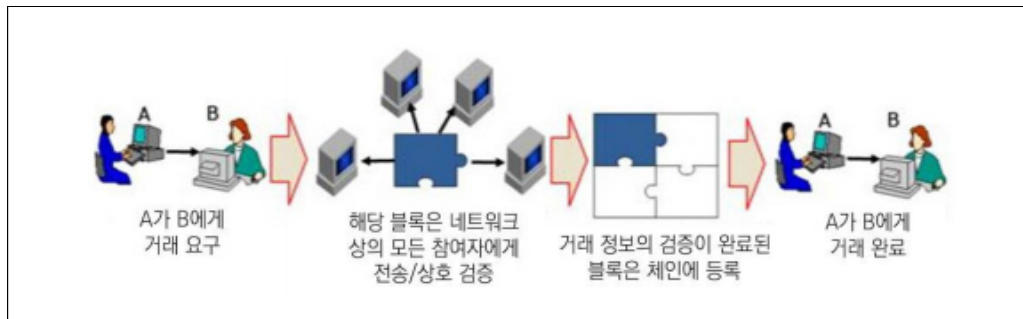 A
B
A가 B에게
거래 요구
해당 블록은 네트워크
상의 모든 참여자에게
전송/상호 검증
거래 정보의 검증이 완료된
블록은 체인에 등록
A
B
A가 B에게
거래 완료